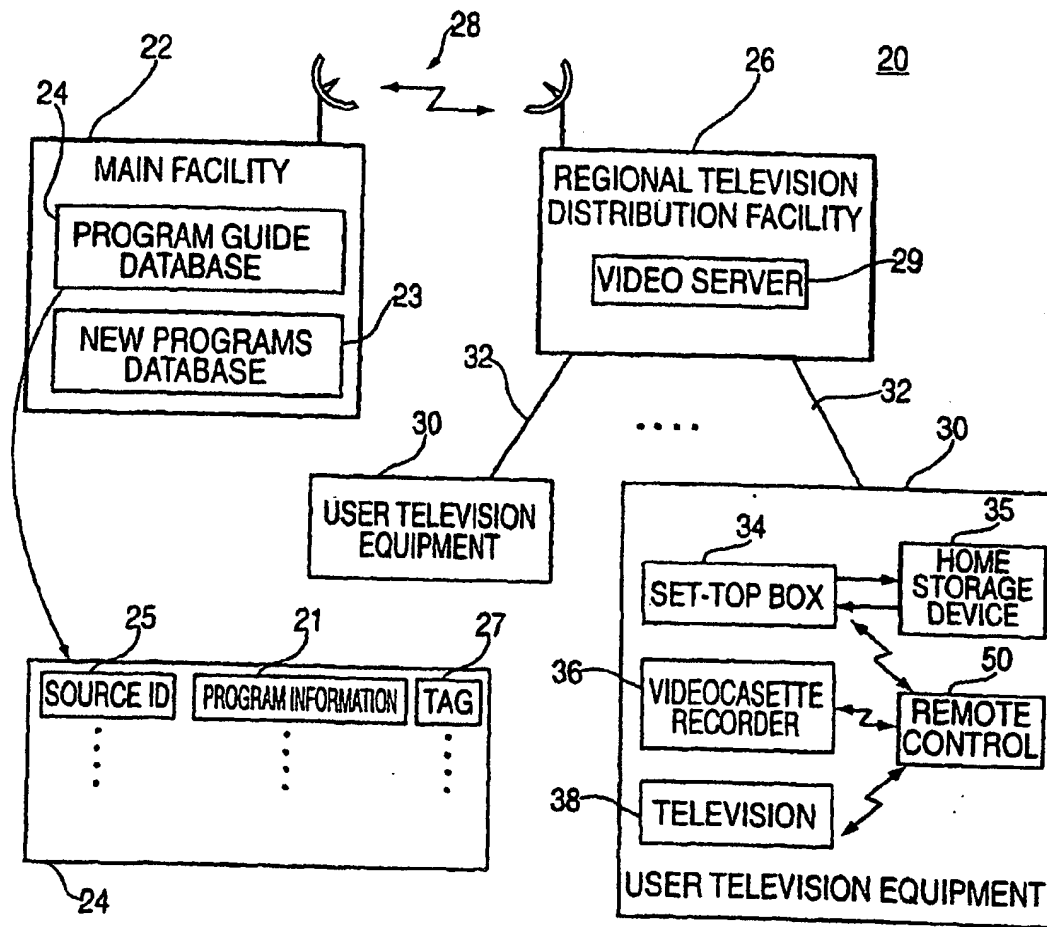 28
22
20
26
24
MAIN FACILITY
PROGRAM GUIDE
DATABASE
23
NEW PROGRAMS
DATABASE
REGIONAL TELEVISION
DISTRIBUTION FACILITY
VIDEO SERVER
29
32
32
30
USER TELEVISION
EQUIPMENT
30
34
35
SET-TOP BOX
HOME
STORAGE
DEVICE
36
VIDEOCASETTE
RECORDER
50
REMOTE
CONTROL
38
TELEVISION
USER TELEVISION EQUIPMENT
25
21
27
SOURCE ID
PROGRAM INFORMATION
TAG
24